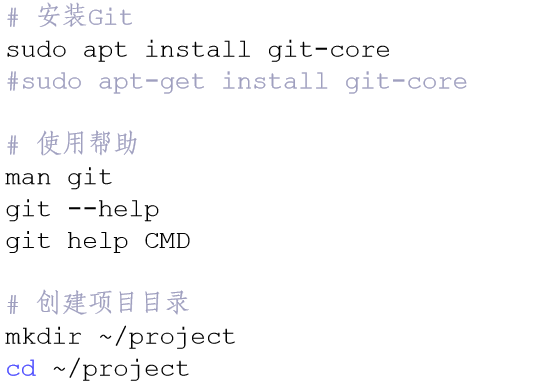 # 安装Git
sudo apt install git-core
#sudo apt-get install git-core
# 使用帮助
man git
git --help
git help CMD
# 创建项目目录
mkdir ~/project
cd ~/project